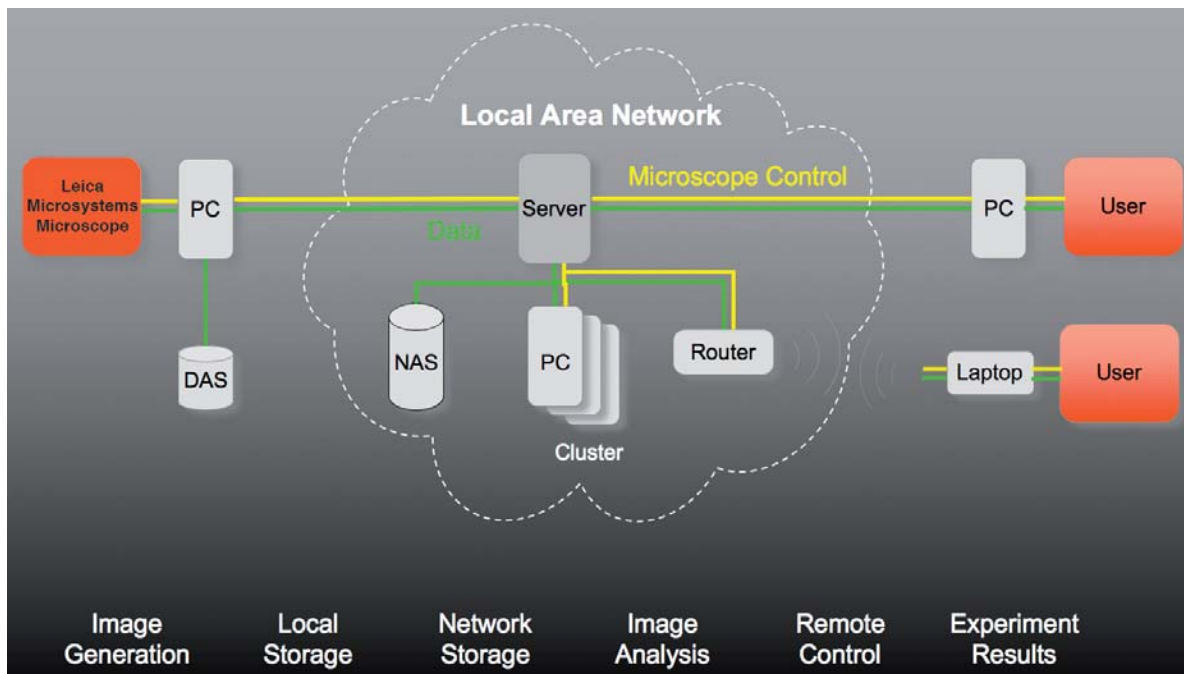 Local Area Network
Leica
Microsystems
Microscope
PC
Microscope Control
Server
Data
PC
User
DAS
NAS
PC
Router
Laptop
User
Cluster
Image
Generation
Local
Storage
Network
Storage
Image
Analysis
Remote
Control
Experiment
Results